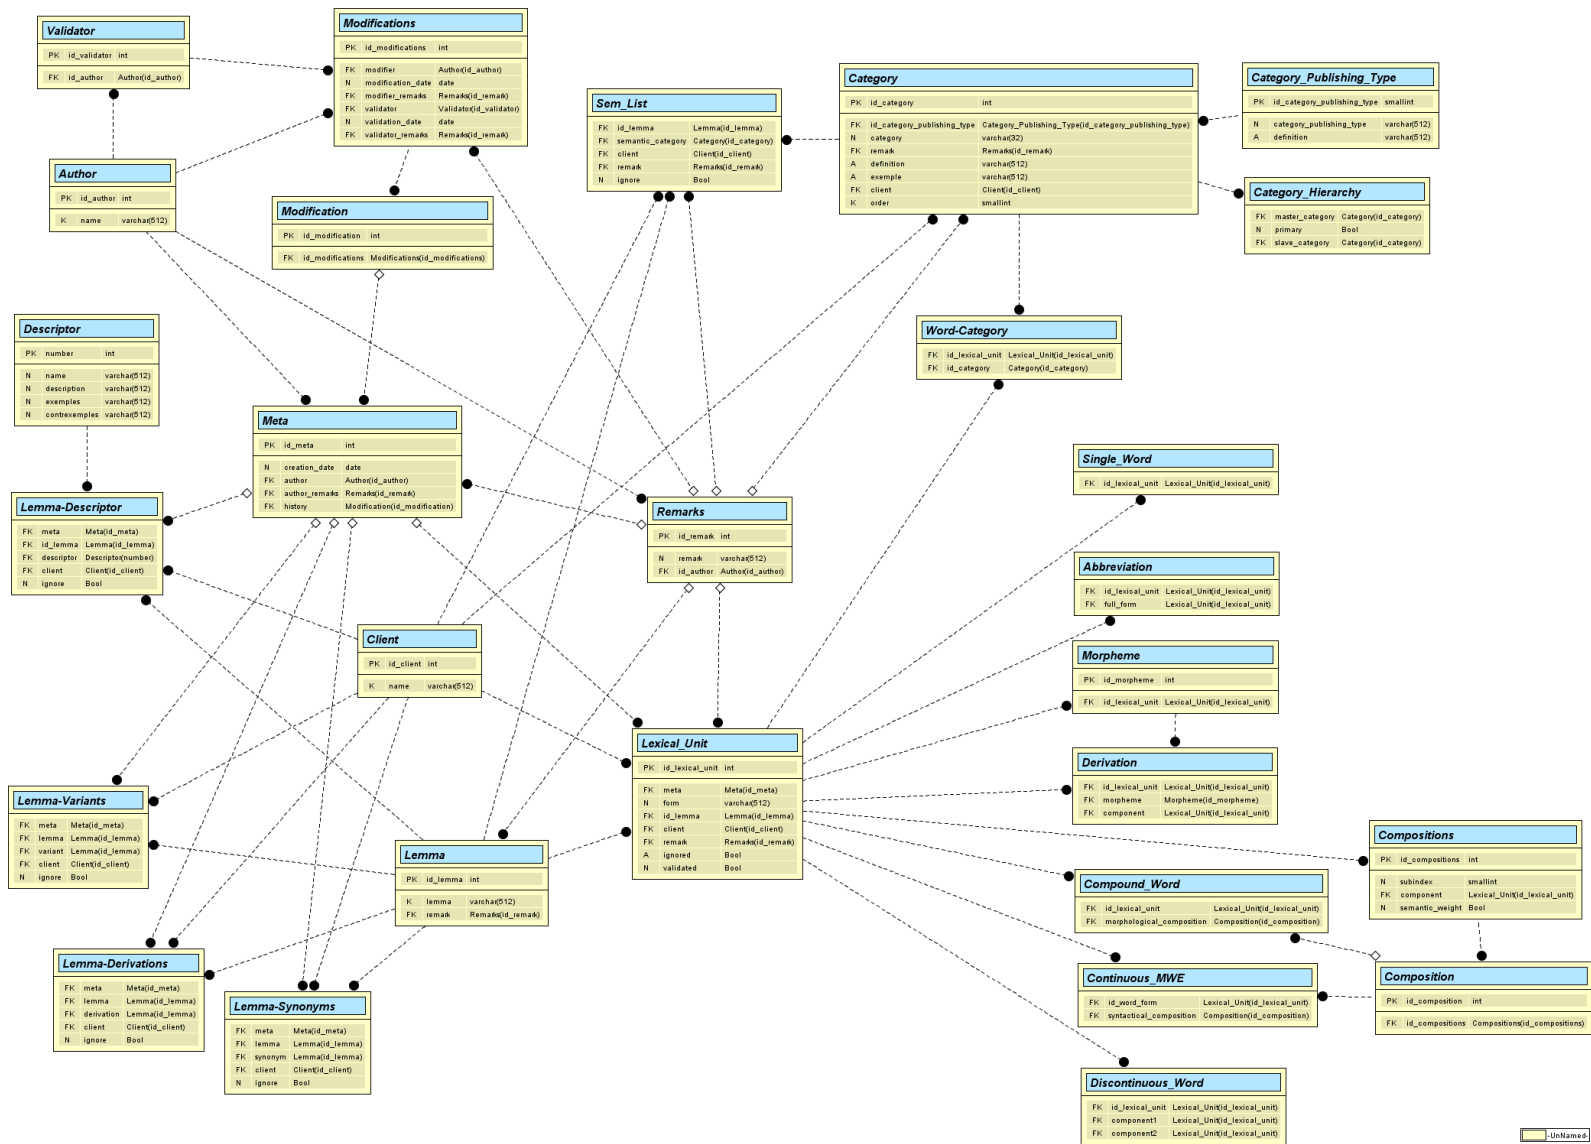 Validator
PK id_validator int
FK id_author Author(id_author)
Modifications
PK id_modifications int
FK modifier Author(id_author)
N modification_date date
FK modifier_remarks Remarks(id_remark)
FK validator Validator(id_validator)
N validation_date date
FK validator_remarks Remarks(id_remark)
Sem_List
FK id_lemma Lemma(id_lemma)
FK semantic_category Category(id_category)
FK client Client(id_client)
FK remark Remarks(id_remark)
N ignore Bool
Category
PK id_category int
FK id_category_publishing_type Category_Publishing_Type(id_category_publishing_type)
N category varchar(32)
FK remark Remarks(id_remark)
A definition varchar(512)
A exemple varchar(512)
FK client Client(id_client)
K order smallint
Category_Publishing_Type
PK id_category_publishing_type smallint
N category_publishing_type varchar(512)
A definition varchar(512)
Author
PK id_author int
K name varchar(512)
Modification
PK id_modification int
FK id_modifications Modifications(id_modifications)
Category_Hierarchy
FK master_category Category(id_category)
N primary Bool
FK slave_category Category(id_category)
Descriptor
PK number int
N name varchar(512)
N description varchar(512)
N exemples varchar(512)
N contrexemples varchar(512)
Word-Category
FK id_lexical_unit Lexical_Unit(id_lexical_unit)
FK id_category Category(id_category)
Meta
PK id_meta int
N creation_date date
FK author Author(id_author)
FK author_remarks Remarks(id_remark)
FK history Modification(id_modification)
Single_Word
FK id_lexical_unit Lexical_Unit(id_lexical_unit)
Lemma-Descriptor
FK meta Meta(id_meta)
FK id_lemma Lemma(id_lemma)
FK descriptor Descriptor(number)
FK client Client(id_client)
N ignore Bool
Remarks
PK id_remark int
N remark varchar(512)
FK id_author Author(id_author)
Abbreviation
FK id_lexical_unit Lexical_Unit(id_lexical_unit)
FK full_form Lexical_Unit(id_lexical_unit)
Client
PK id_client int
K name varchar(512)
Morpheme
PK id_morpheme int
FK id_lexical_unit Lexical_Unit(id_lexical_unit)
Lexical_Unit
PK id_lexical_unit int
FK meta Meta(id_meta)
N form varchar(512)
FK id_lemma Lemma(id_lemma)
FK client Client(id_client)
FK remark Remarks(id_remark)
A ignored Bool
N validated Bool
Derivation
FK id_lexical_unit Lexical_Unit(id_lexical_unit)
FK morpheme Morpheme(id_morpheme)
FK component Lexical_Unit(id_lexical_unit)
Lemma-Variants
FK meta Meta(id_meta)
FK lemma Lemma(id_lemma)
FK variant Lemma(id_lemma)
FK client Client(id_client)
N ignore Bool
Lemma
PK id_lemma int
K lemma varchar(512)
FK remark Remarks(id_remark)
Compositions
PK id_compositions int
N subindex smallint
FK component Lexical_Unit(id_lexical_unit)
N semantic_weight Bool
Compound_Word
FK id_lexical_unit Lexical_Unit(id_lexical_unit)
FK morphological_composition Composition(id_composition)
Lemma-Derivations
FK meta Meta(id_meta)
FK lemma Lemma(id_lemma)
FK derivation Lemma(id_lemma)
FK client Client(id_client)
N ignore Bool
Continuous_MWE
FK id_word_form Lexical_Unit(id_lexical_unit)
FK syntactical_composition Composition(id_composition)
Composition
PK id_composition int
FK id_compositions Compositions(id_compositions)
Lemma-Synonyms
FK meta Meta(id_meta)
FK lemma Lemma(id_lemma)
FK synonym Lemma(id_lemma)
FK client Client(id_client)
N ignore Bool
Discontinuous_Word
FK id_lexical_unit Lexical_Unit(id_lexical_unit)
FK component1 Lexical_Unit(id_lexical_unit)
FK component2 Lexical_Unit(id_lexical_unit)
-UnNamed-